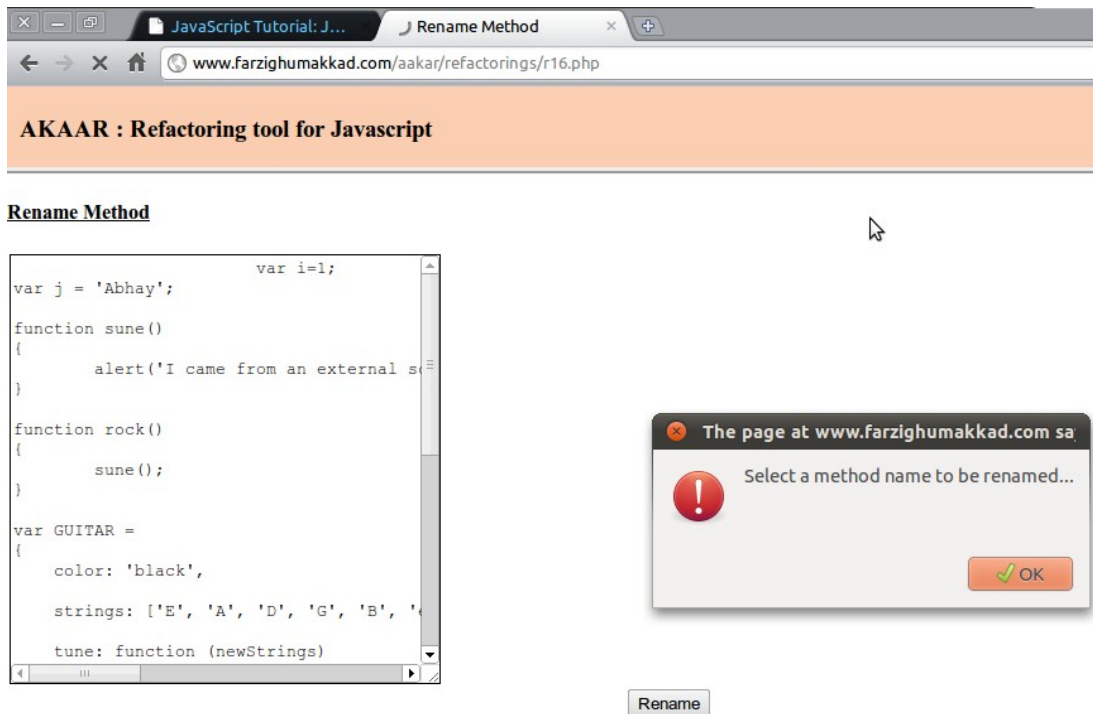 JavaScript Tutorial: J...
Rename Method
www.farzighumakkad.com/aakar/refactorings/r16.php
AKAAR : Refactoring tool for Javascript
Rename Method
var i=1;
var j = 'Abhay';
function sune()
{
alert('I came from an external
}
function rock()
{
sune();
}
var GUITAR =
{
color: 'black',
strings: ['E', 'A', 'D', 'G', 'B',
tune: function (newStrings)
The page at www.farzighumakkad.com
Select a method name to be renamed...
OK
Rename